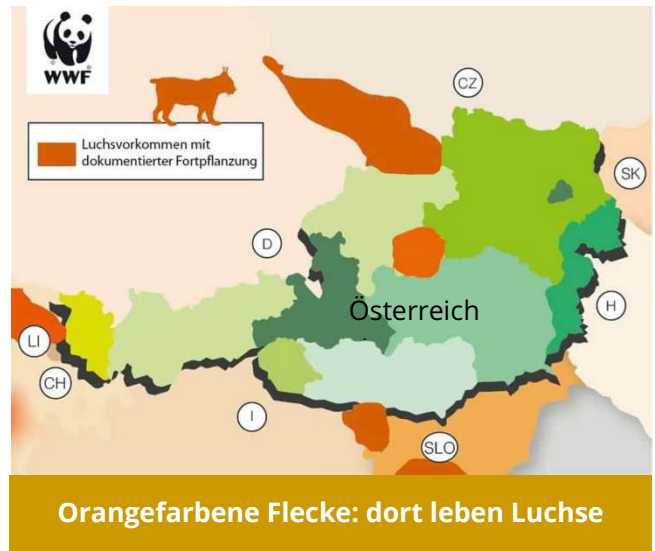 WWF
CZ
Luchsvorkommen mit
dokumentierter Fortpflanzung
SK
D
H
Österreich
LI
CH
I
SLO
Orangefarbene Flecke: dort leben Luchse